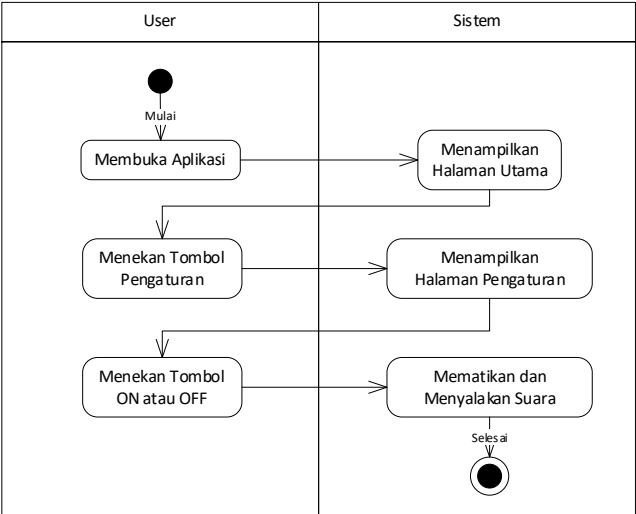 User
Sistem
Mulai
Membuka Aplikasi
Menampilkan
Halaman Utama
Menekan Tombol
Pengaturan
Menampilkan
Halaman Pengaturan
Menekan Tombol
ON atau OFF
Mematikan dan
Menyalakan Suara
Selesai